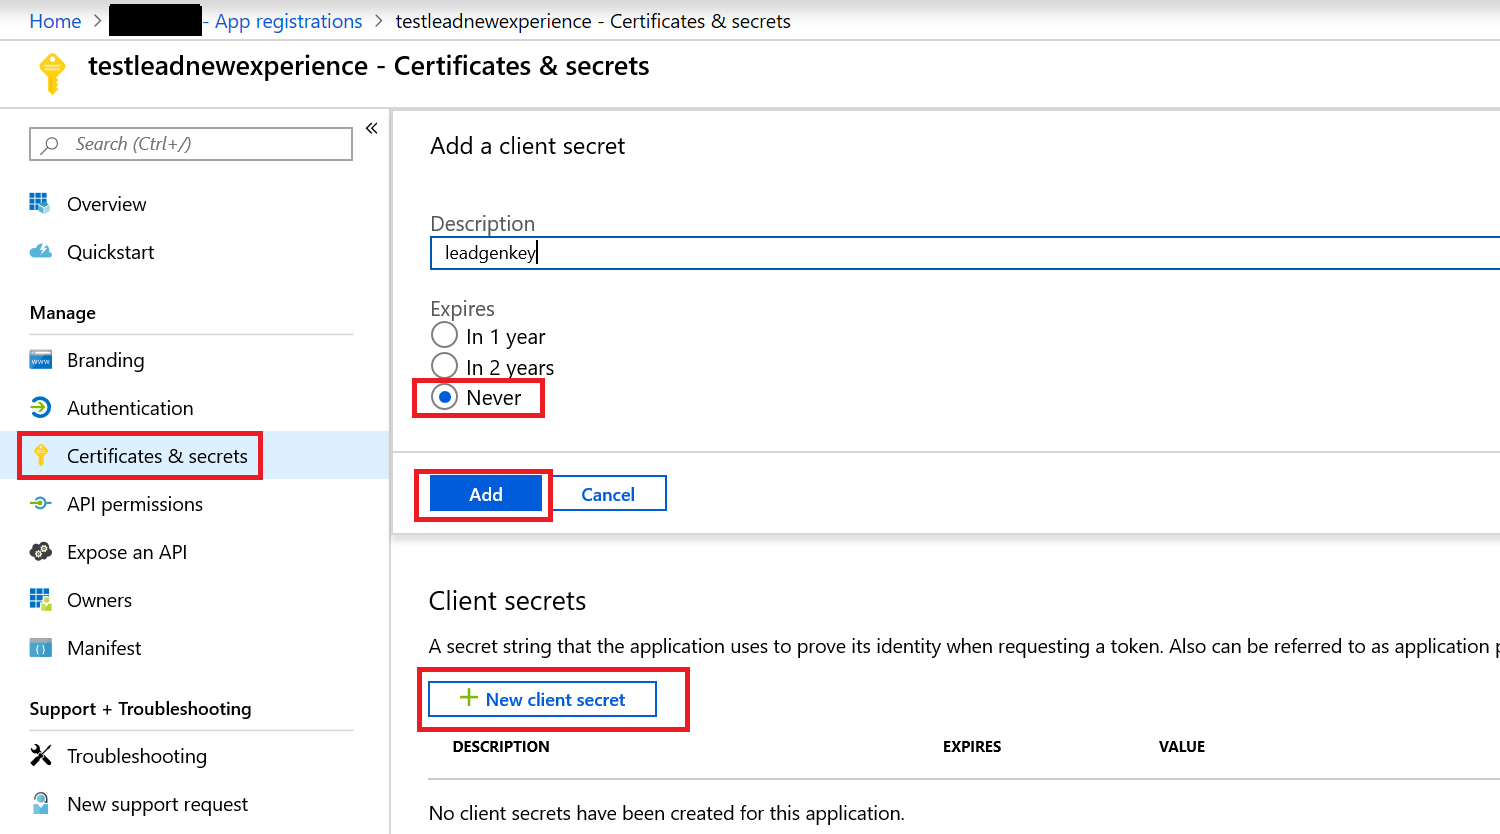 Home > - App registrations > testleadnewexperience - Certificates & secrets
testleadnewexperience - Certificates & secrets
Search (Ctrl+/)
«
Overview
Quickstart
Manage
Branding
www
Authentication
Certificates & secrets
API permissions
Expose an API
Owners
Manifest
Support + Troubleshooting
Troubleshooting
New support request
Add a client secret
Description
leadgenkey
Expires
In 1 year
In 2 years
Never
Add
Cancel
Client secrets
A secret string that the application uses to prove its identity when requesting a token. Also can be referred to as application p
+ New client secret
DESCRIPTION EXPIRES VALUE
No client secrets have been created for this application.